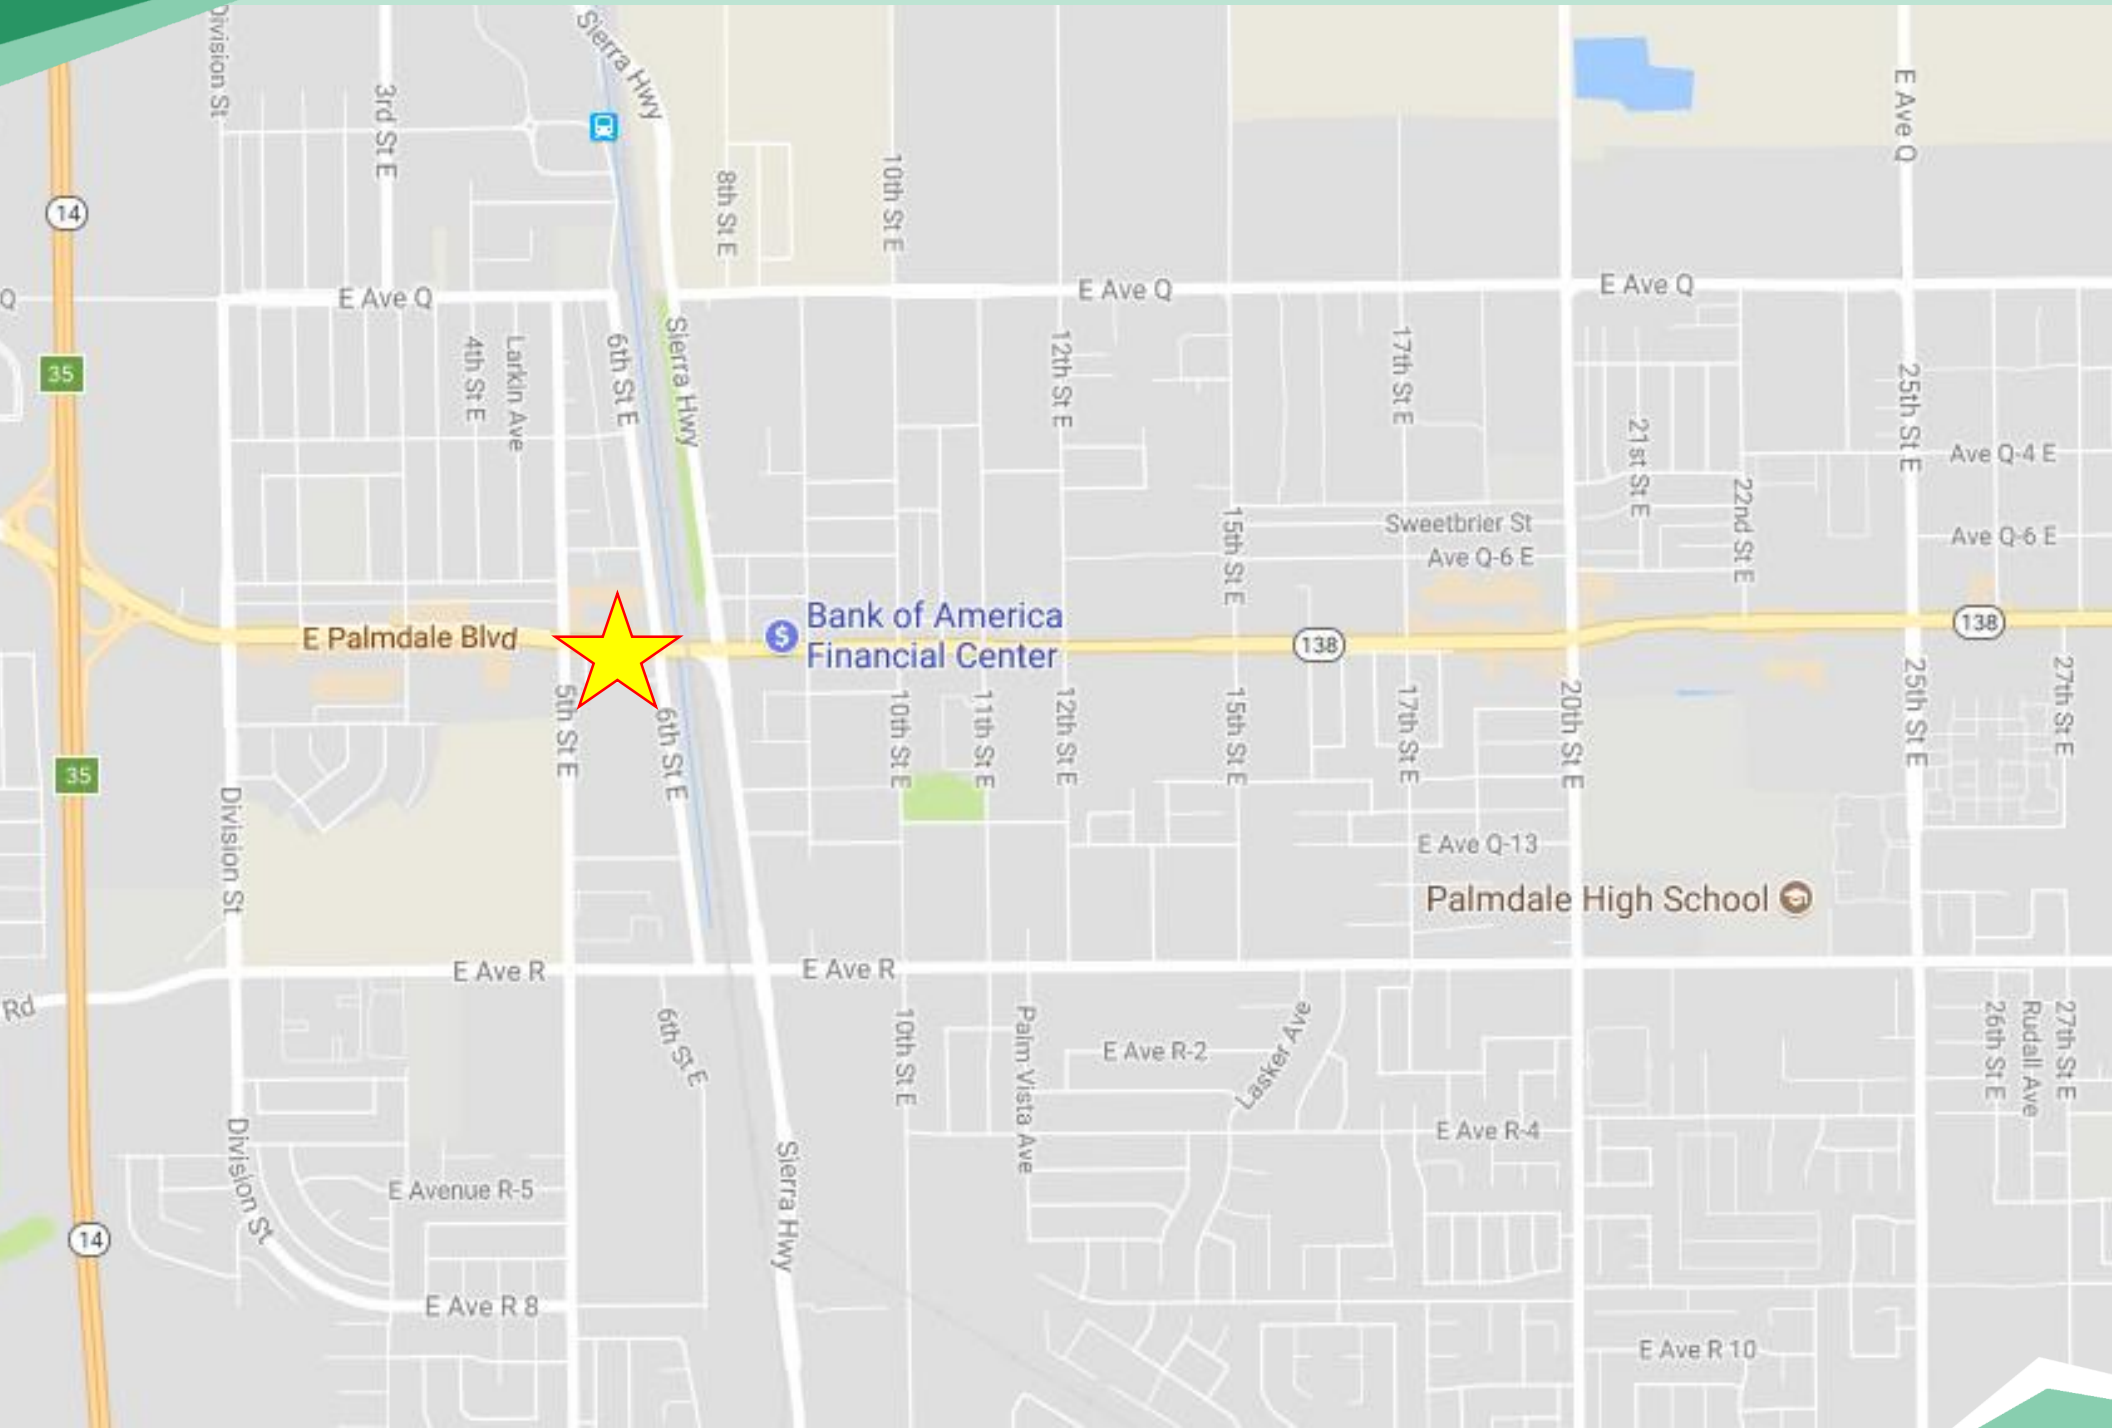 Division St
Sierra Hwy
3rd St E
E Ave Q
14
8th St E
10th St E
Q
E Ave Q
E Ave Q
E Ave Q
35
4th St E
Larkin Ave
6th St E
Sierra Hwy
12th St E
17th St E
25th St E
21st St E
Ave Q-4 E
22nd St E
15th St E
Sweetbrier St
Ave Q-6 E
Ave Q-6 E
E Palmdale Blvd
$ Bank of America
Financial Center
138
138
5th St E
6th St E
10th St E
11th St E
12th St E
15th St E
17th St E
20th St E
25th St E
27th St E
35
Division St
E Ave Q-13
Palmdale High School
E Ave R
E Ave R
Rd
6th St E
10th St E
Palm Vista Ave
E Ave R-2
Lasker Ave
26th St E
Rudall Ave
27th St E
E Ave R-4
Division St
E Avenue R-5
Sierra Hwy
14
E Ave R 8
E Ave R 10